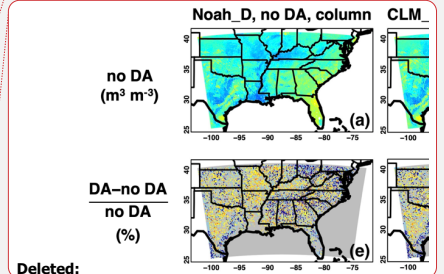 Noah_D, no DA, column
CLM_
no DA
(m³ m⁻³)
40
35
30
25
(a)
−100 −95 −90 −85 −80 −75
−100
DA−no DA
no DA
(%)
40
35
30
25
(e)
−100 −95 −90 −85 −80 −75
−100
Deleted: